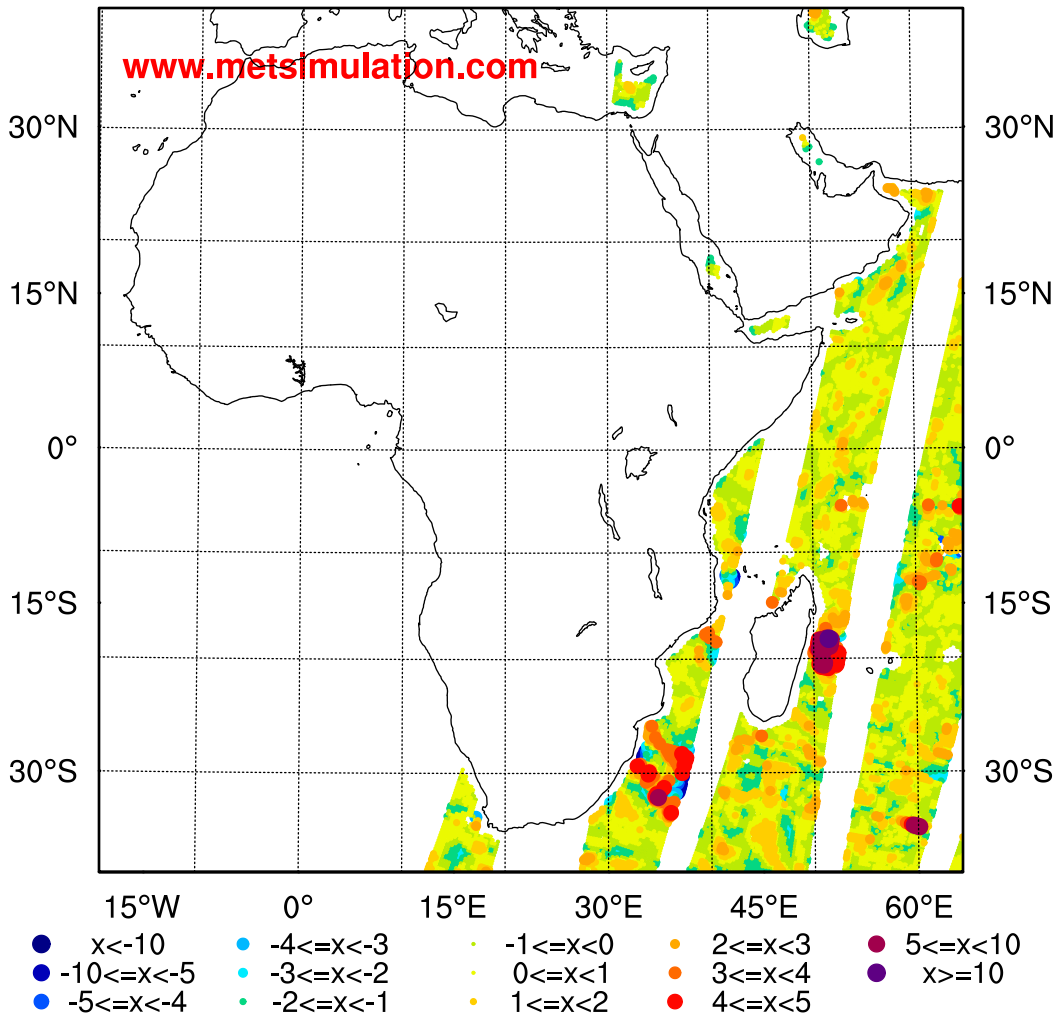 www.metsimulation.com
30°N 30°N
15°N 15°N
0° 0°
15°S 15°S
30°S 30°S
15°W 0° 15°E 30°E 45°E 60°E
x<-10 -4<=x<-3 -1<=x<0 2<=x<3 5<=x<10
-10<=x<-5 -3<=x<-2 0<=x<1 3<=x<4 x>=10
-5<=x<-4 -2<=x<-1 1<=x<2 4<=x<5